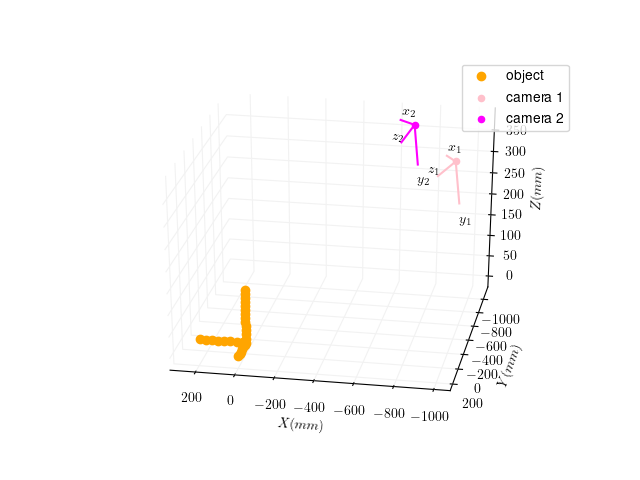 object
camera 1
camera 2
x₂
z₂
y₂
x₁
z₁
y₁
350
300
250
200
150
100
50
0
Z(mm)
−1000
−800
−600
−400
−200
0
200
Y(mm)
200
0
−200
−400
−600
−800
−1000
X(mm)